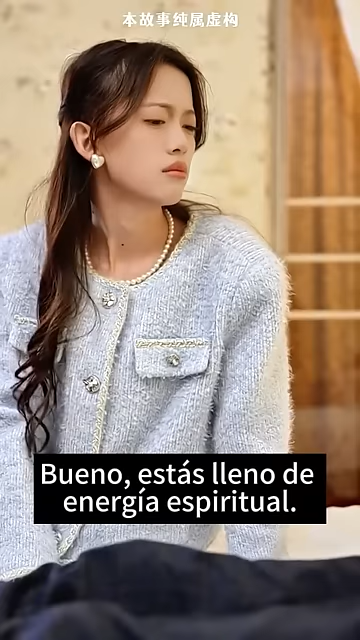 本故事纯属虚构
Bueno, estás lleno de
energía espiritual.